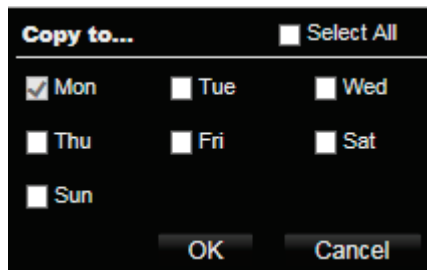 Copy to... Select All
Mon Tue Wed
Thu Fri Sat
Sun
OK Cancel